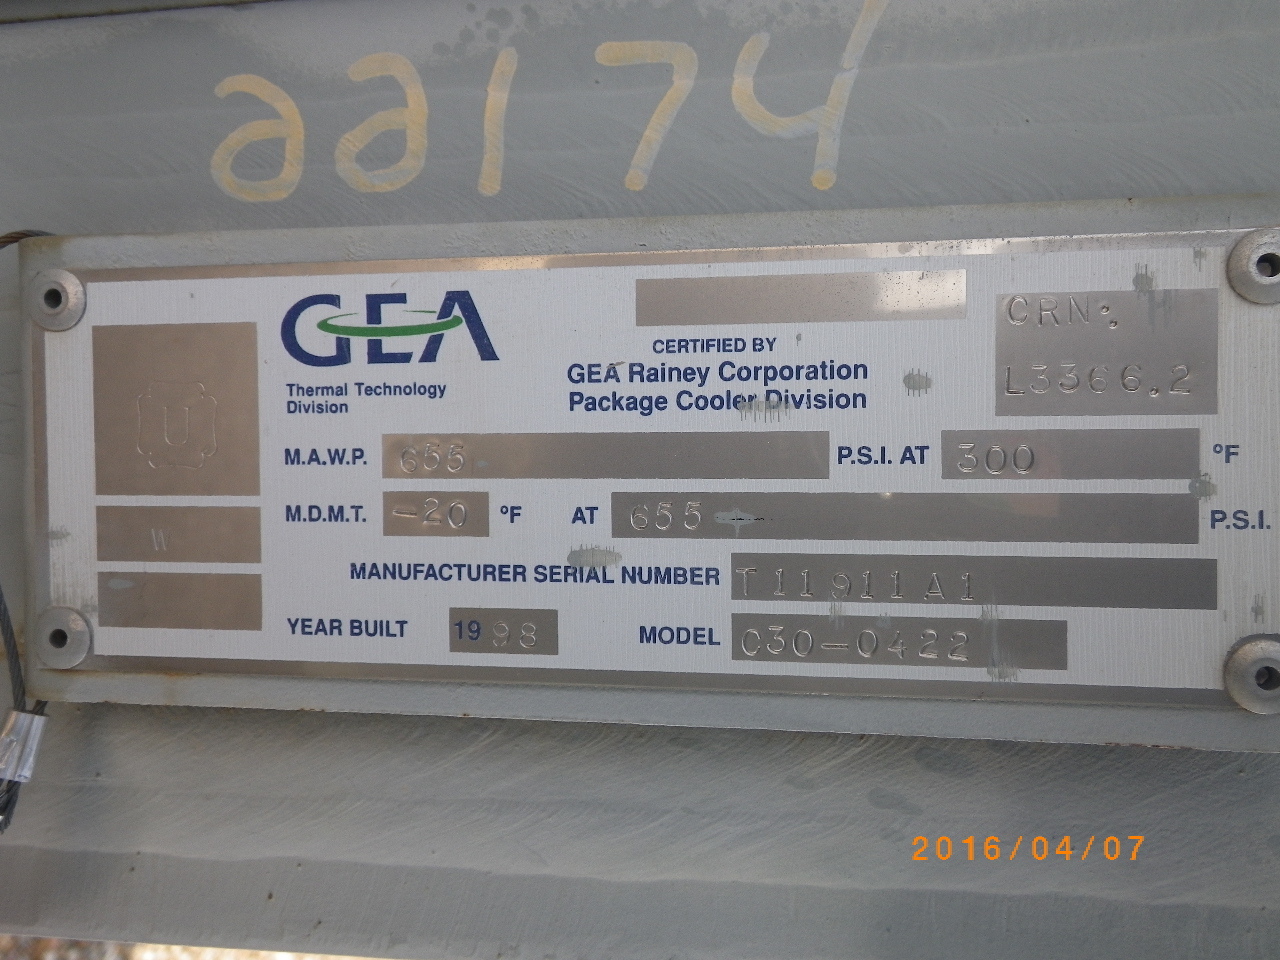 22174
GEA
Thermal Technology
Division
CERTIFIED BY
GEA Rainey Corporation
Package Cooler Division
CRN:
L3366.2
U
W
M.A.W.P. 655 P.S.I. AT 300 °F
M.D.M.T. -20 °F AT 655 P.S.I.
MANUFACTURER SERIAL NUMBER T11911A1
YEAR BUILT 1998 MODEL C30-0422
2016/04/07